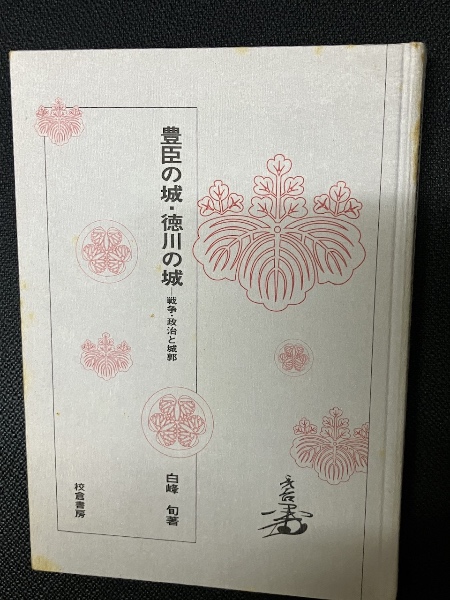 豊臣の城・徳川の城
―戦争・政治と城郭
白峰 旬著
校倉書房